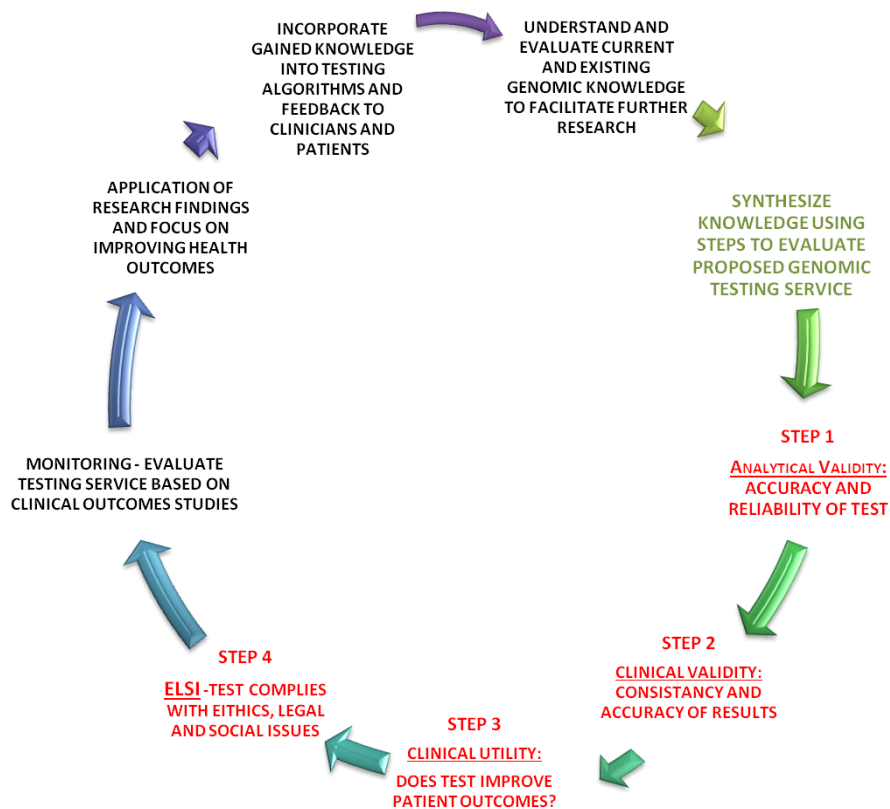 INCORPORATE
GAINED KNOWLEDGE
INTO TESTING
ALGORITHMS AND
FEEDBACK TO
CLINICIANS AND
PATIENTS
UNDERSTAND AND
EVALUATE CURRENT
AND EXISTING
GENOMIC KNOWLEDGE
TO FACILITATE FURTHER
RESEARCH
SYNTHESIZE
KNOWLEDGE USING
STEPS TO EVALUATE
PROPOSED GENOMIC
TESTING SERVICE
STEP 1
ANALYTICAL VALIDITY:
ACCURACY AND
RELIABILITY OF TEST
STEP 2
CLINICAL VALIDITY:
CONSISTANCY AND
ACCURACY OF RESULTS
STEP 3
CLINICAL UTILITY:
DOES TEST IMPROVE
PATIENT OUTCOMES?
STEP 4
ELSI -TEST COMPLIES
WITH EITHICS, LEGAL
AND SOCIAL ISSUES
MONITORING - EVALUATE
TESTING SERVICE BASED ON
CLINICAL OUTCOMES STUDIES
APPLICATION OF
RESEARCH FINDINGS
AND FOCUS ON
IMPROVING HEALTH
OUTCOMES